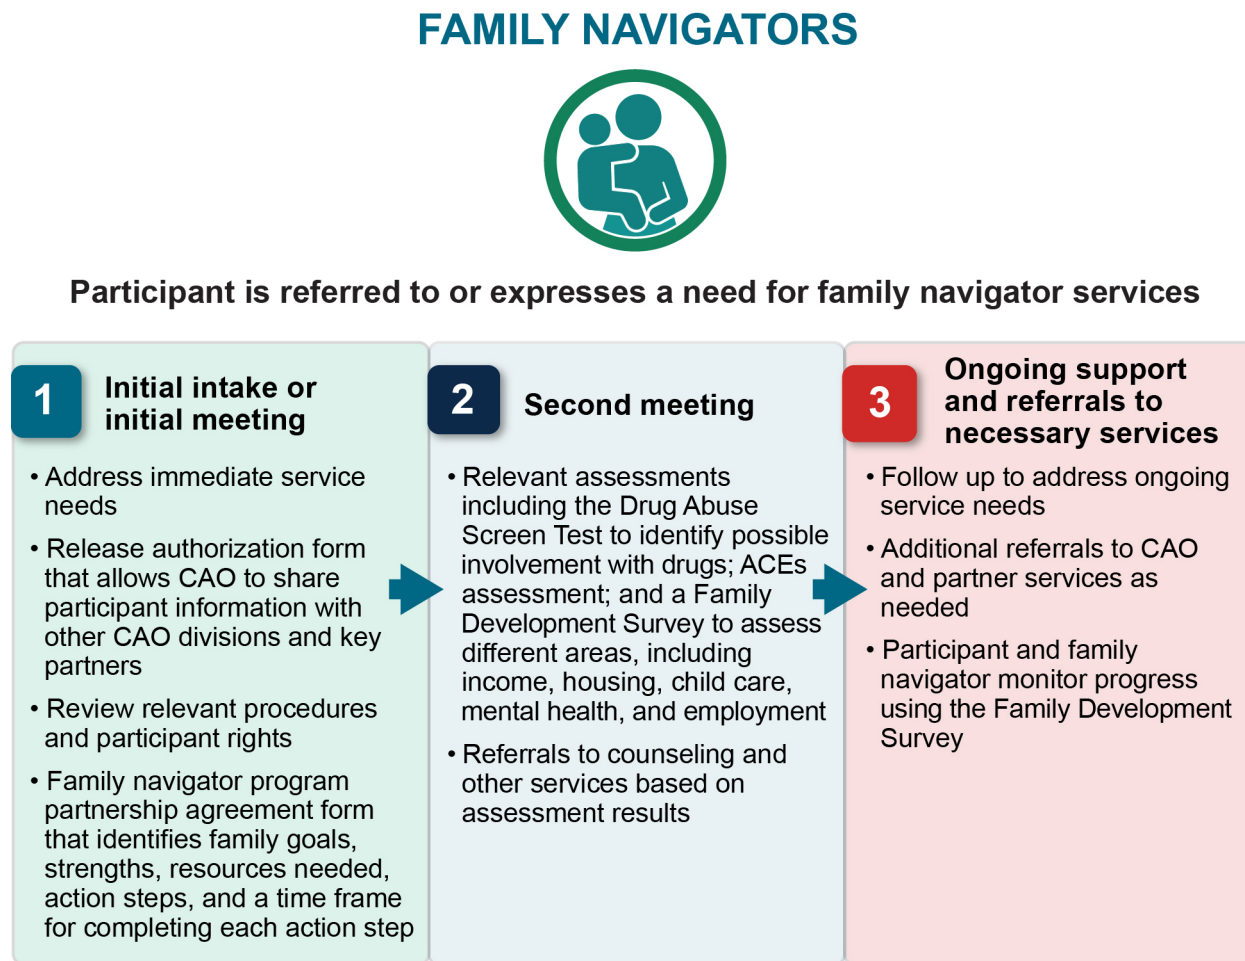 FAMILY NAVIGATORS
Participant is referred to or expresses a need for family navigator services
1
Initial intake or
initial meeting
• Address immediate service
needs
• Release authorization form
that allows CAO to share
participant information with
other CAO divisions and key
partners
• Review relevant procedures
and participant rights
• Family navigator program
partnership agreement form
that identifies family goals,
strengths, resources needed,
action steps, and a time frame
for completing each action step
2
Second meeting
• Relevant assessments
including the Drug Abuse
Screen Test to identify possible
involvement with drugs; ACEs
assessment; and a Family
Development Survey to assess
different areas, including
income, housing, child care,
mental health, and employment
• Referrals to counseling and
other services based on
assessment results
3
Ongoing support
and referrals to
necessary services
• Follow up to address ongoing
service needs
• Additional referrals to CAO
and partner services as
needed
• Participant and family
navigator monitor progress
using the Family Development
Survey